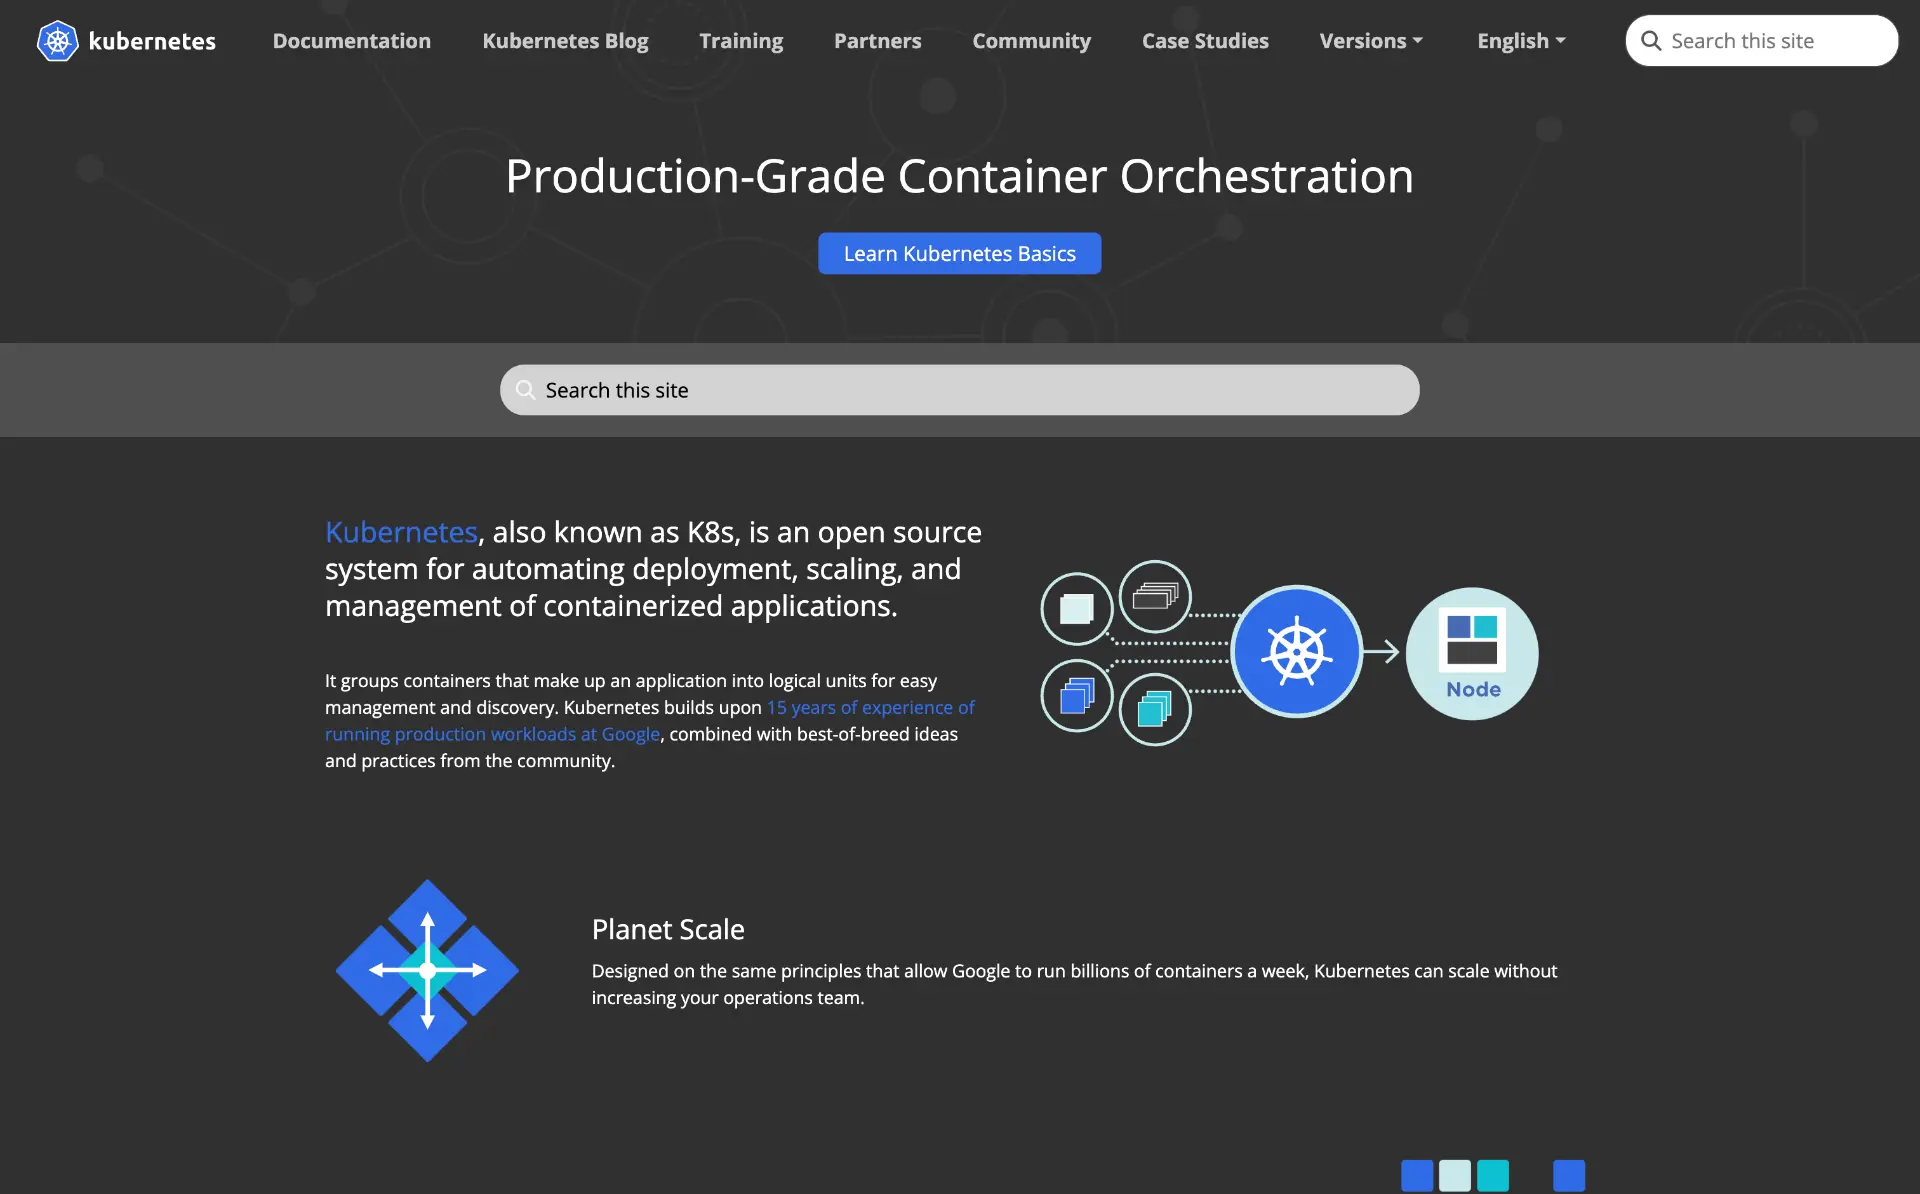 kubernetes
Documentation
Kubernetes Blog
Training
Partners
Community
Case Studies
Versions
English
Search this site
Production-Grade Container Orchestration
Learn Kubernetes Basics
Search this site
Kubernetes, also known as K8s, is an open source
system for automating deployment, scaling, and
management of containerized applications.
It groups containers that make up an application into logical units for easy
management and discovery. Kubernetes builds upon 15 years of experience of
running production workloads at Google, combined with best-of-breed ideas
and practices from the community.
Node
Planet Scale
Designed on the same principles that allow Google to run billions of containers a week, Kubernetes can scale without
increasing your operations team.